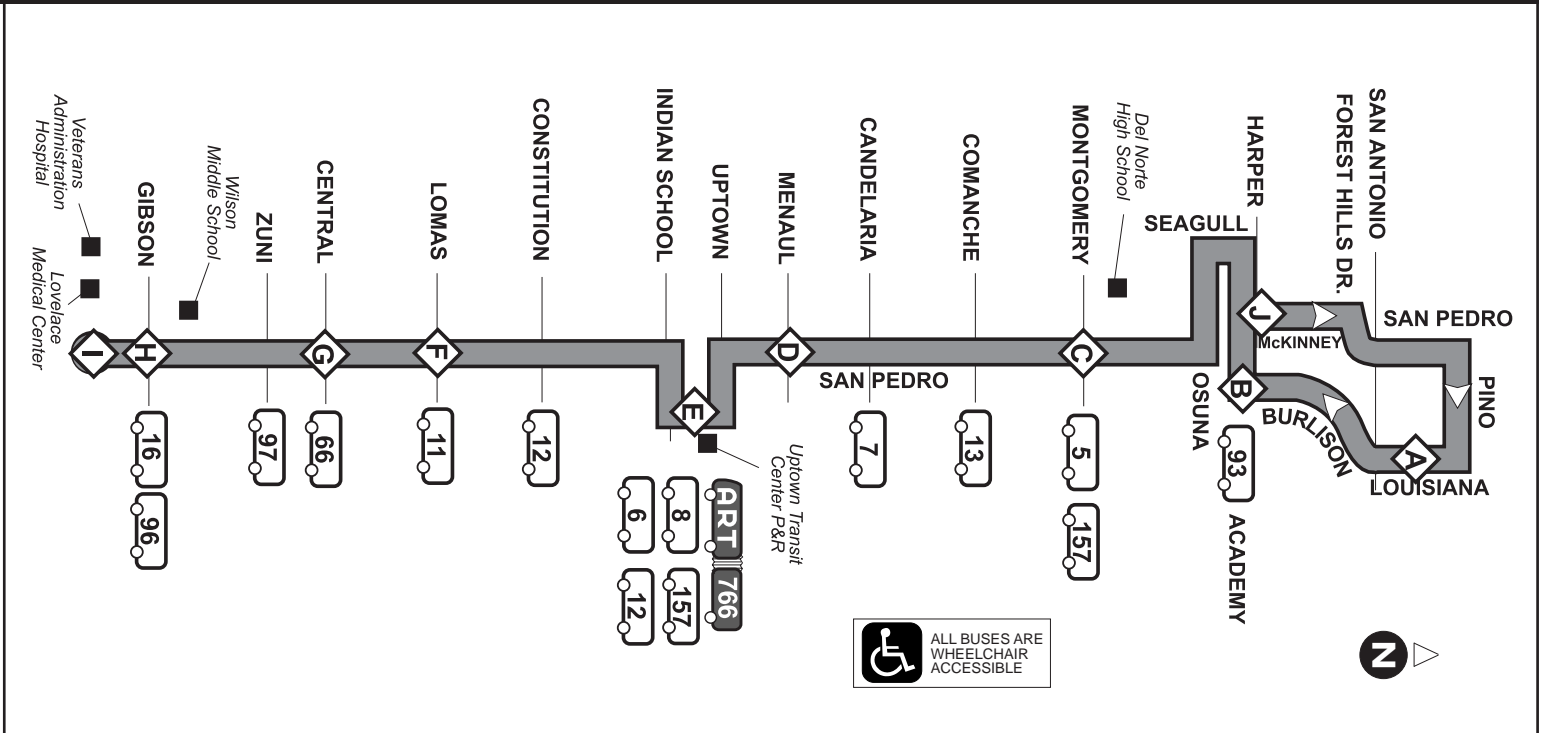 Veterans
Administration
Hospital
Lovelace
Medical Center
GIBSON
Wilson
Middle School
ZUNI
CENTRAL
LOMAS
CONSTITUTION
INDIAN SCHOOL
UPTOWN
MENAUL
CANDELARIA
COMANCHE
MONTGOMERY
Del Norte
High School
SEAGULL
HARPER
FOREST HILLS DR.
SAN ANTONIO
SAN PEDRO
McKINNEY
PINO
SAN PEDRO
OSUNA
BURLISON
LOUISIANA
ACADEMY
I
H
G
F
E
D
C
B
J
A
16
96
97
66
11
12
Uptown Transit
Center P&R
6
8
ART 766
12
157
7
13
5
157
93
ALL BUSES ARE
WHEELCHAIR
ACCESSIBLE
N